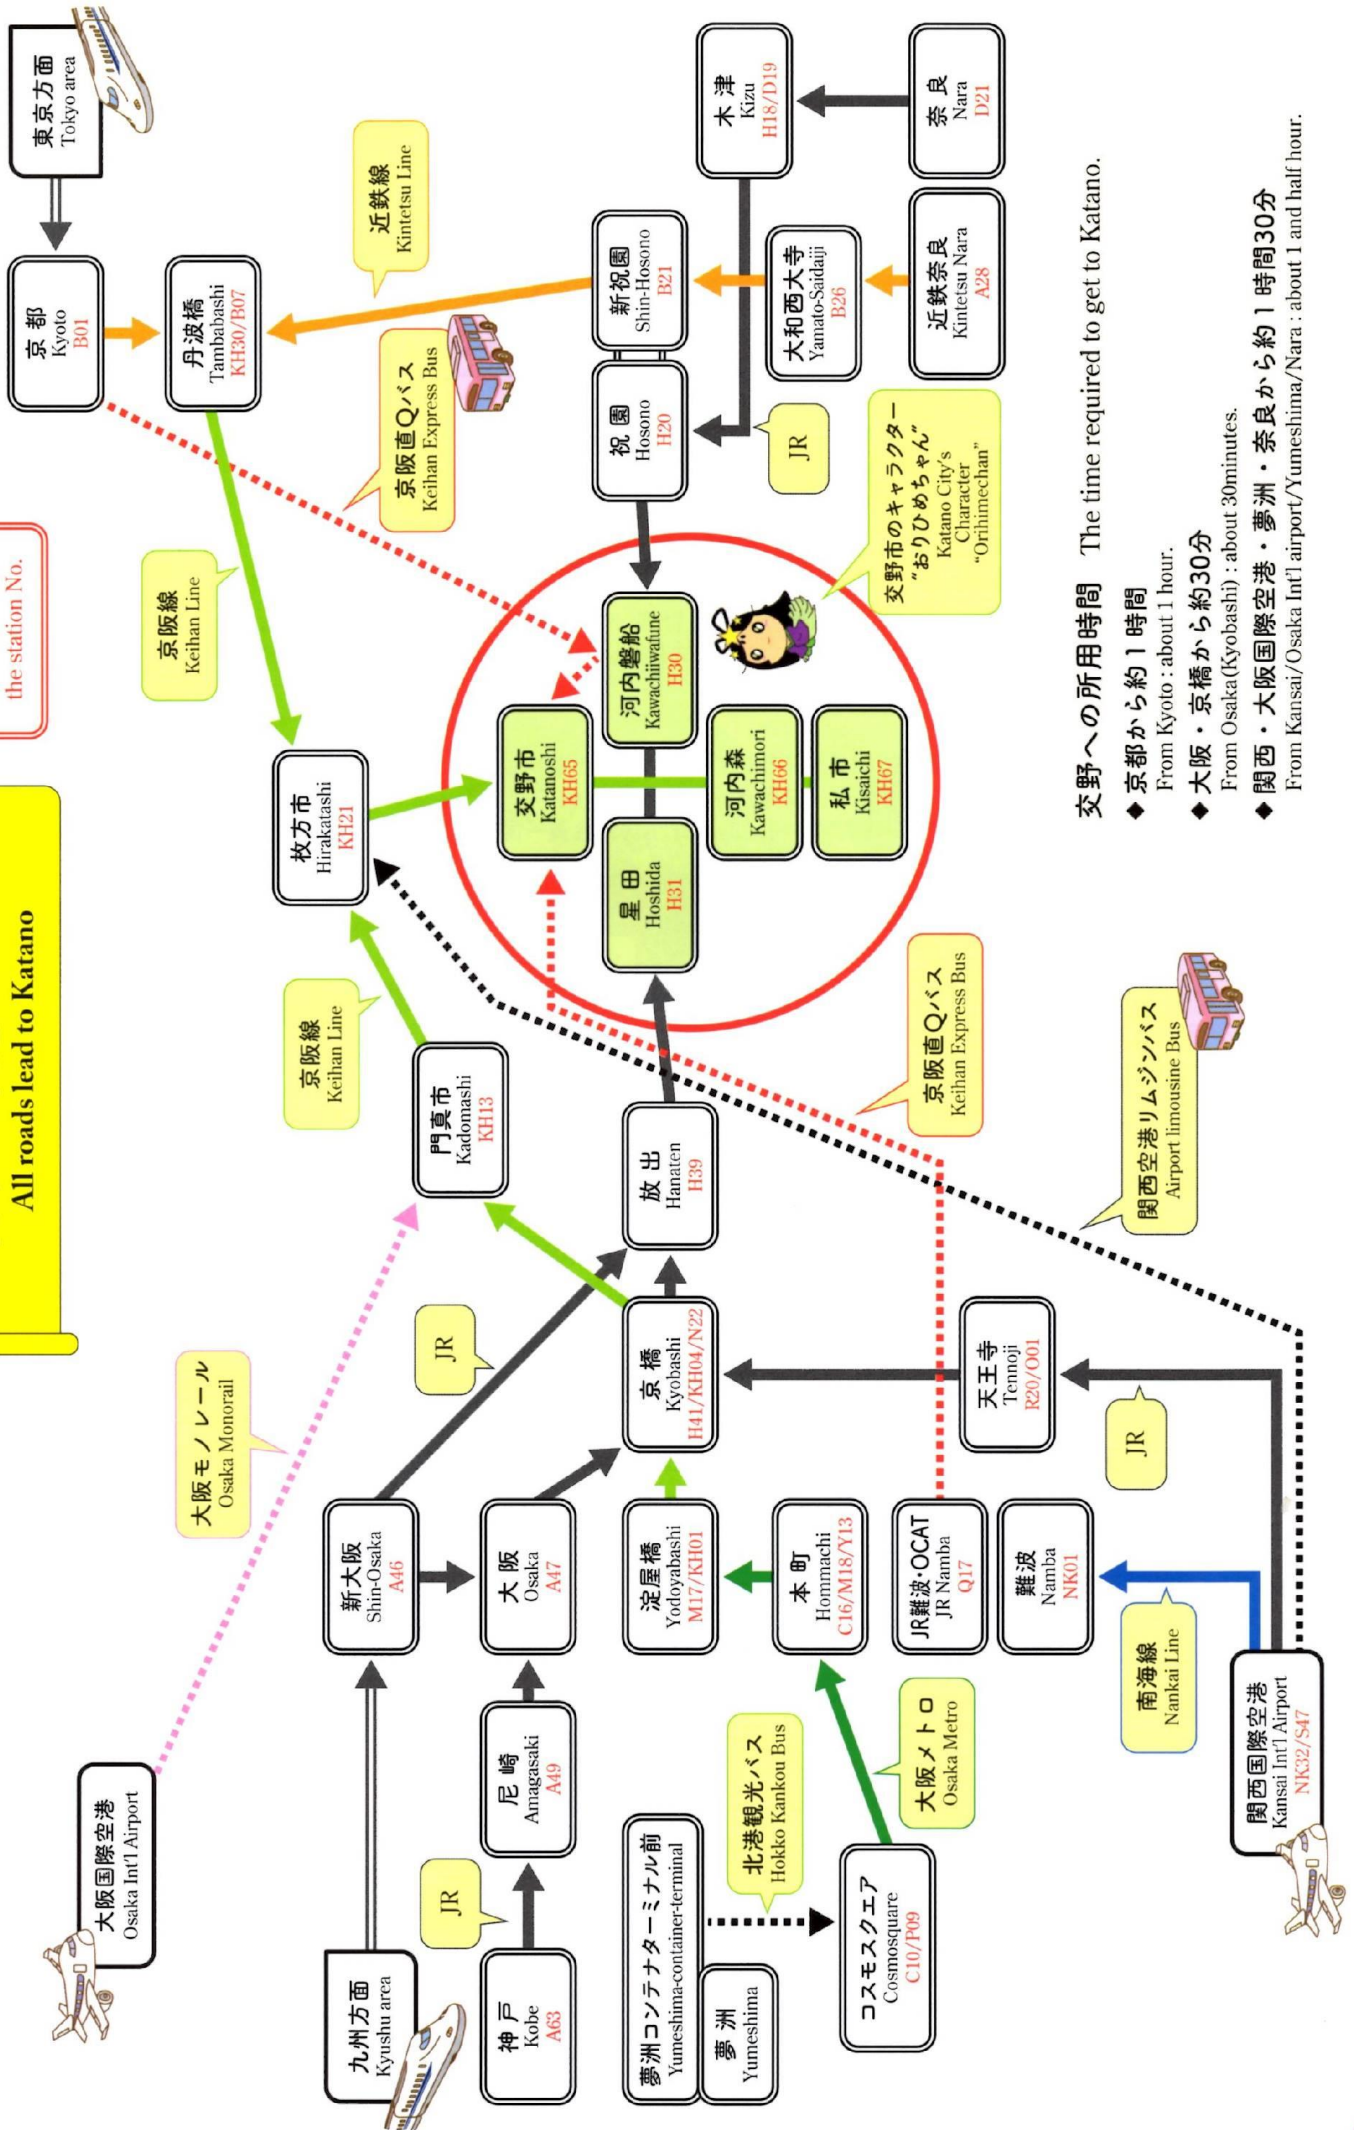 All roads lead to Katano
the station No.
東京方面
Tokyo area
京都
Kyoto
B01
丹波橋
Tambabashi
KH30/B07
近鉄線
Kintetsu Line
京阪直Qバス
Keihan Express Bus
京阪線
Keihan Line
枚方市
Hirakatashi
KH21
京阪線
Keihan Line
門真市
Kadomashi
KH13
大阪モノレール
Osaka Monorail
大阪国際空港
Osaka Int'l Airport
九州方面
Kyushu area
新大阪
Shin-Osaka
A46
JR
神戸
Kobe
A63
JR
尼崎
Amagasaki
A49
大阪
Osaka
A47
交野市
Katanoshi
KH65
星田
Hoshida
H31
河内磐船
Kawachiiwafune
H30
河内森
Kawachimori
KH66
私市
Kisaichi
KH67
祝園
Hosono
H20
新祝園
Shin-Hosono
B21
木津
Kizu
H18/D19
JR
大和西大寺
Yamato-Saidaiji
B26
近鉄奈良
Kintetsu Nara
A28
奈良
Nara
D21
交野市のキャラクター
“おりひめちゃん”
Katano City's
Character
“Orihimechan”
夢洲コンテナターミナル前
Yumeshima-container-terminal
夢洲
Yumeshima
北港観光バス
Hokko Kankou Bus
コスモスクェア
Cosmosquare
C10/P09
大阪メトロ
Osaka Metro
淀屋橋
Yodoyabashi
M17/KH01
本町
Hommachi
C16/M18/Y13
京橋
Kyobashi
H41/KH04/N22
放出
Hanaten
H39
JR難波・OCAT
JR Namba
Q17
難波
Namba
NK01
天王寺
Tennoji
R20/O01
JR
京阪直Qバス
Keihan Express Bus
南海線
Nankai Line
関西国際空港
Kansai Int'l Airport
NK32/S47
関西空港リムジンバス
Airport limousine Bus
交野への所用時間 The time required to get to Katano.
◆京都から約1時間
From Kyoto : about 1 hour.
◆大阪・京橋から約30分
From Osaka(Kyobashi) : about 30minutes.
◆関西・大阪国際空港・夢洲・奈良から約1時間30分
From Kansai/Osaka Int'l airport/Yumeshima/Nara : about 1 and half hour.